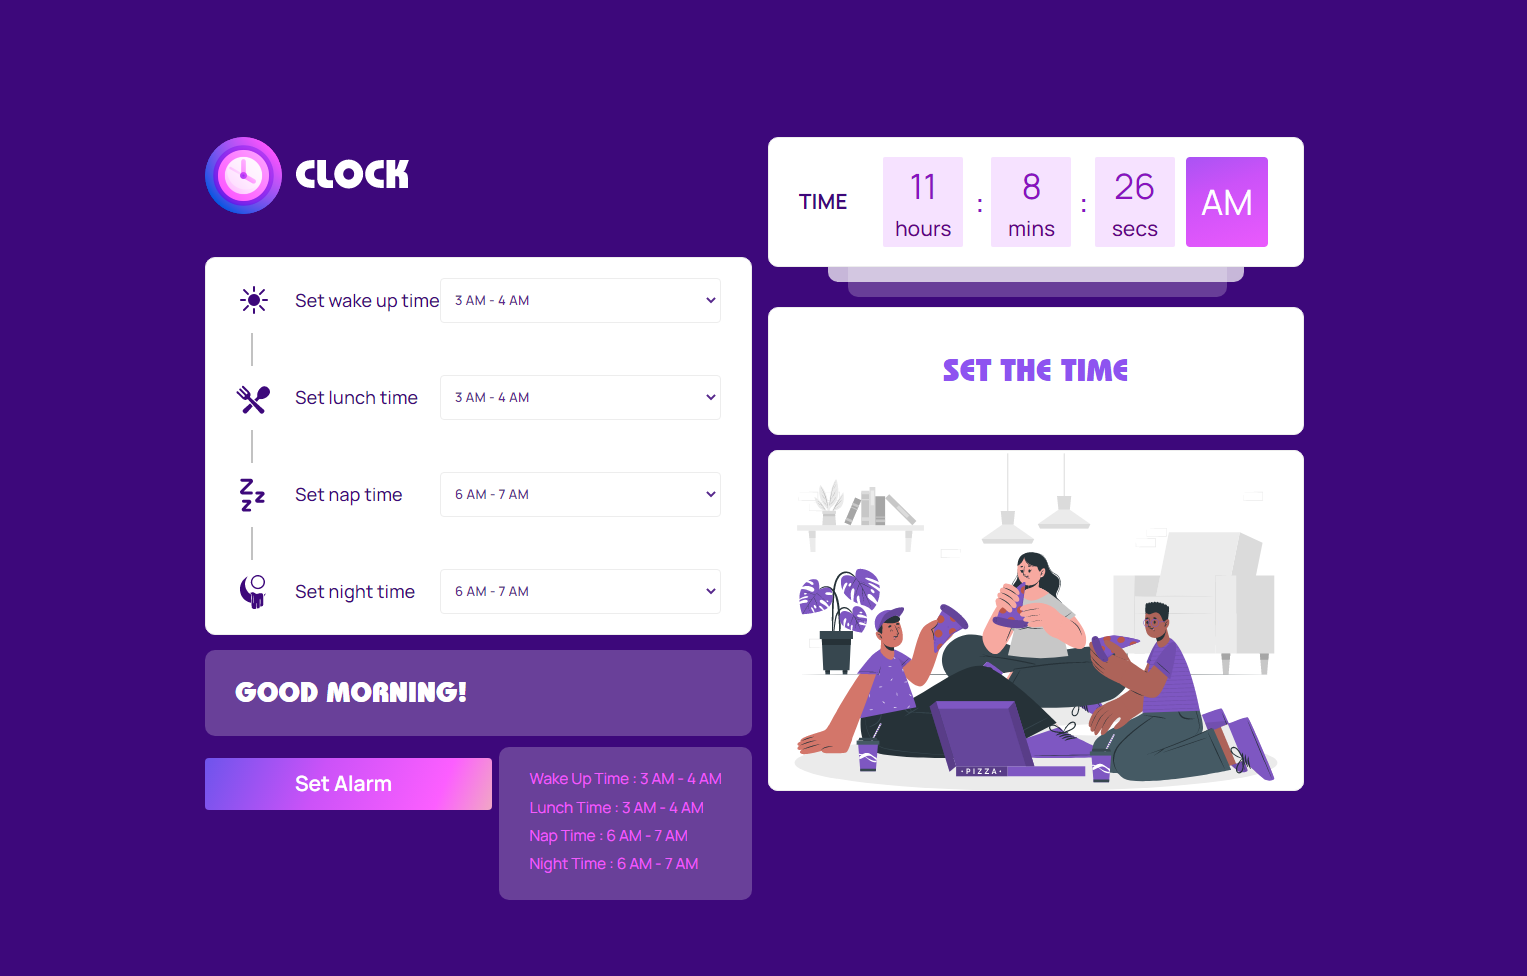 CLOCK
Set wake up time 3 AM - 4 AM
Set lunch time 3 AM - 4 AM
Set nap time 6 AM - 7 AM
Set night time 6 AM - 7 AM
GOOD MORNING!
Set Alarm
Wake Up Time : 3 AM - 4 AM
Lunch Time : 3 AM - 4 AM
Nap Time : 6 AM - 7 AM
Night Time : 6 AM - 7 AM
TIME
11 : 8 : 26 AM
hours mins secs
SET THE TIME
• PIZZA •